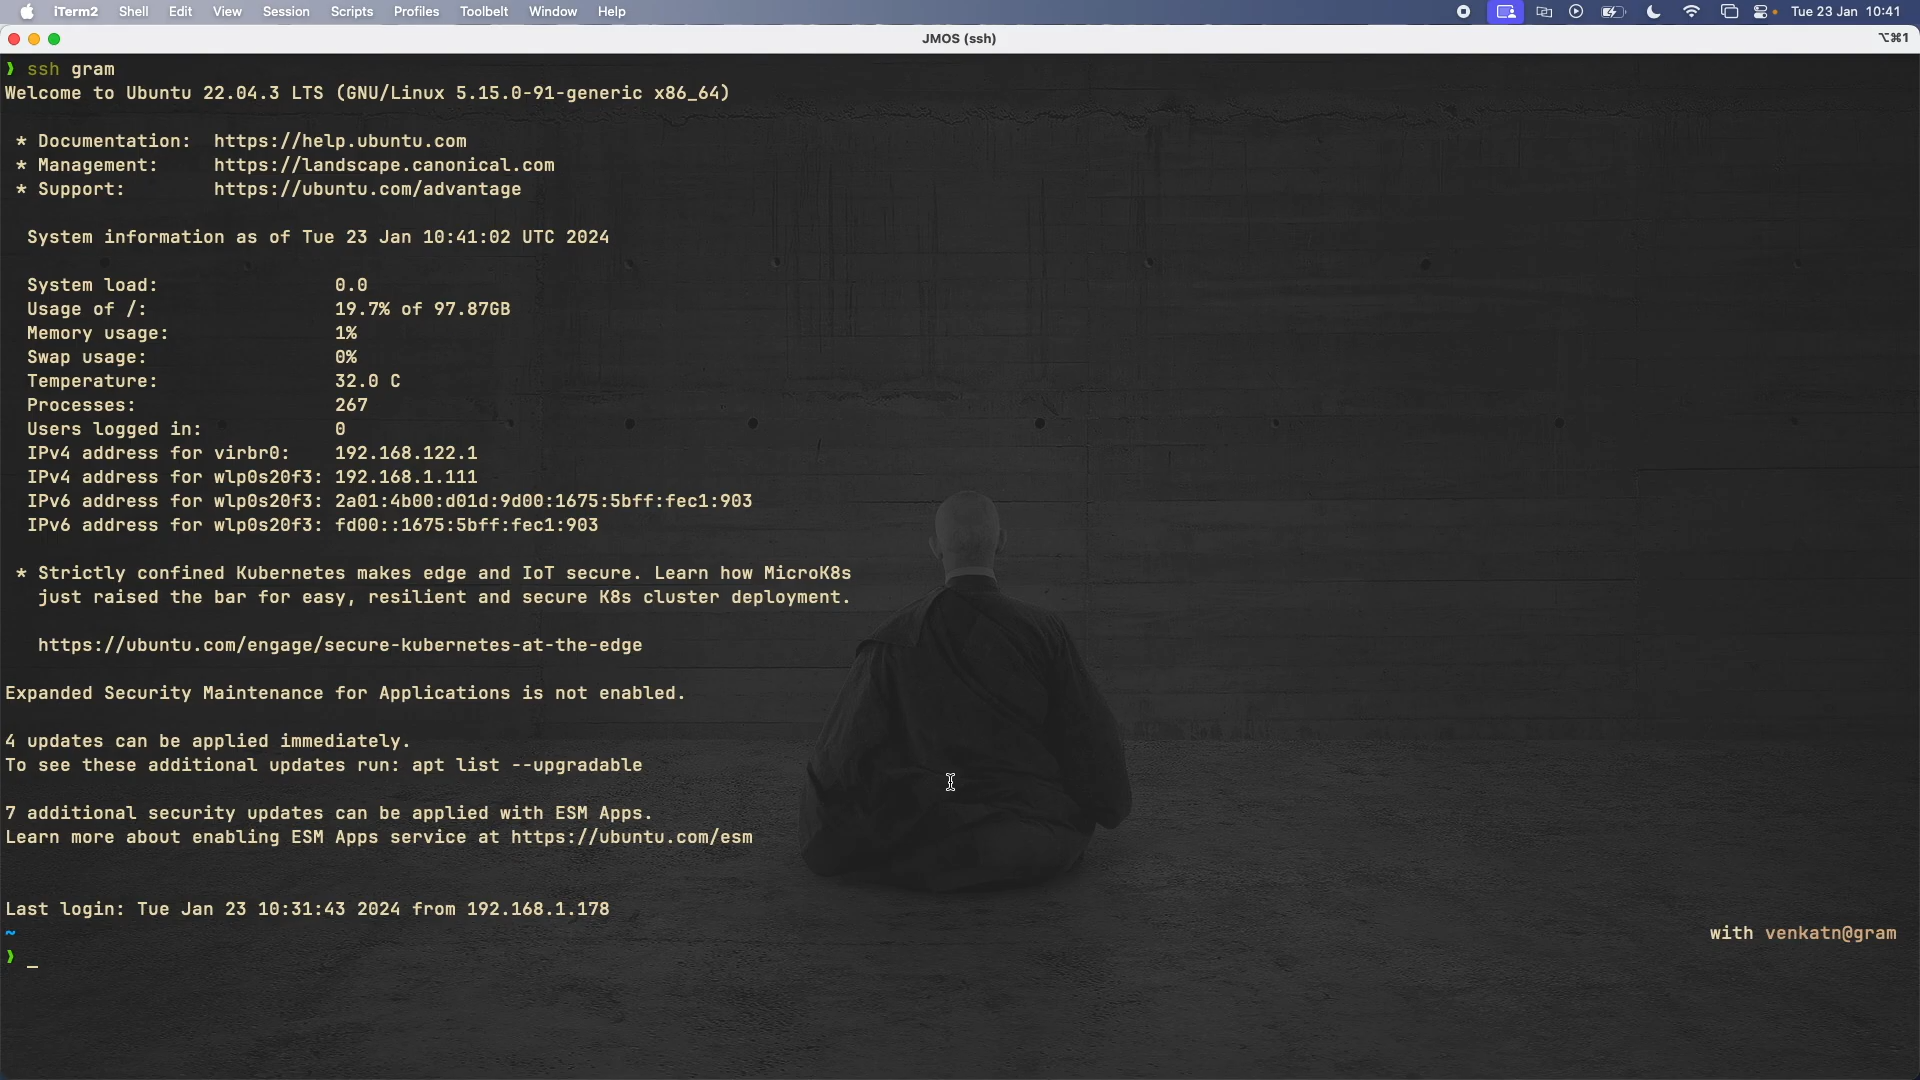 iTerm2 Shell Edit View Session Scripts Profiles Toolbelt Window Help Tue 23 Jan 10:41
JMOS (ssh) ⌥⌘1
❯ ssh gram
Welcome to Ubuntu 22.04.3 LTS (GNU/Linux 5.15.0-91-generic x86_64)
* Documentation: https://help.ubuntu.com
* Management: https://landscape.canonical.com
* Support: https://ubuntu.com/advantage
System information as of Tue 23 Jan 10:41:02 UTC 2024
System load: 0.0
Usage of /: 19.7% of 97.87GB
Memory usage: 1%
Swap usage: 0%
Temperature: 32.0 C
Processes: 267
Users logged in: 0
IPv4 address for virbr0: 192.168.122.1
IPv4 address for wlp0s20f3: 192.168.1.111
IPv6 address for wlp0s20f3: 2a01:4b00:d01d:9d00:1675:5bff:fec1:903
IPv6 address for wlp0s20f3: fd00::1675:5bff:fec1:903
* Strictly confined Kubernetes makes edge and IoT secure. Learn how MicroK8s
just raised the bar for easy, resilient and secure K8s cluster deployment.
https://ubuntu.com/engage/secure-kubernetes-at-the-edge
Expanded Security Maintenance for Applications is not enabled.
4 updates can be applied immediately.
To see these additional updates run: apt list --upgradable
7 additional security updates can be applied with ESM Apps.
Learn more about enabling ESM Apps service at https://ubuntu.com/esm
Last login: Tue Jan 23 10:31:43 2024 from 192.168.1.178
~ with venkatn@gram
❯ _